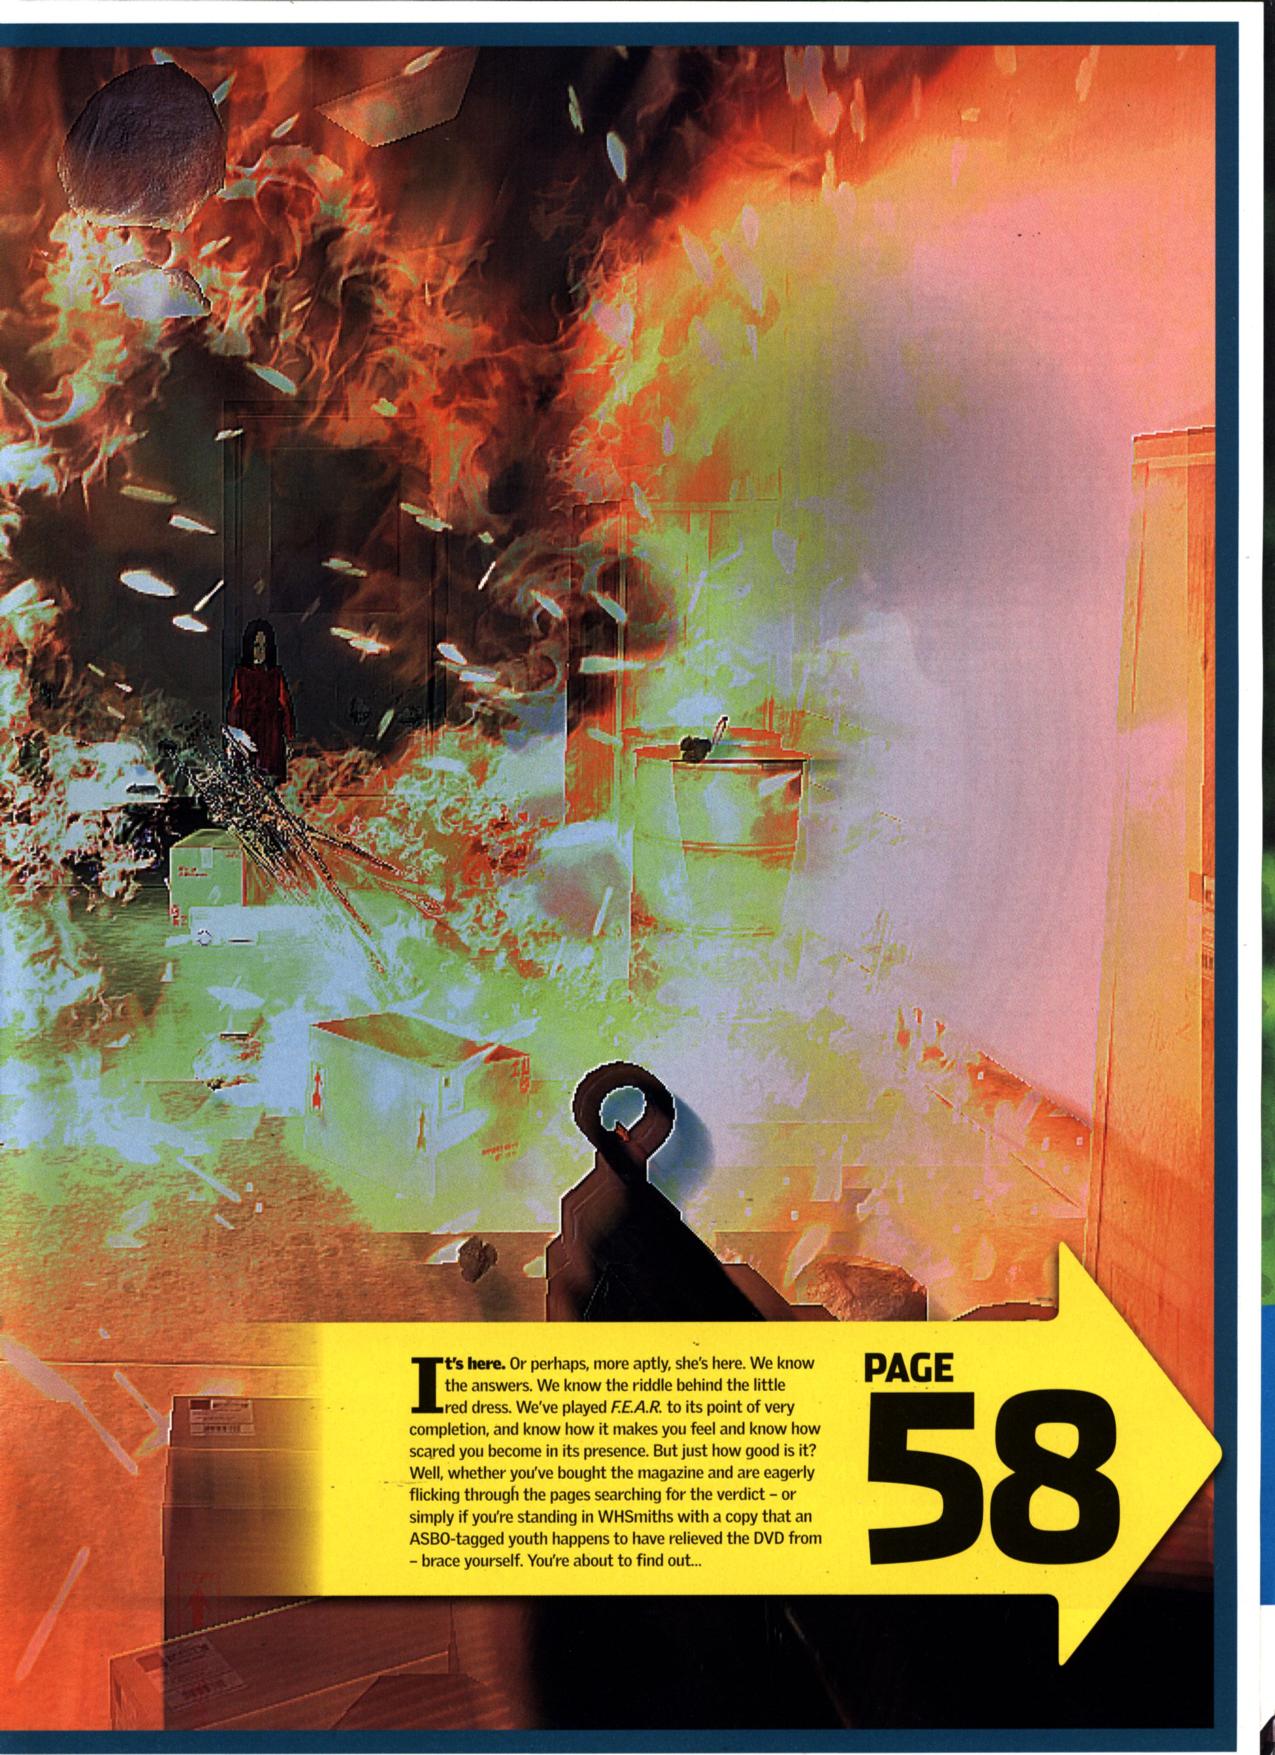 It's here. Or perhaps, more aptly, she's here. We know
the answers. We know the riddle behind the little
red dress. We've played F.E.A.R. to its point of very
completion, and know how it makes you feel and know how
scared you become in its presence. But just how good is it?
Well, whether you've bought the magazine and are eagerly
flicking through the pages searching for the verdict – or
simply if you're standing in WHSmiths with a copy that an
ASBO-tagged youth happens to have relieved the DVD from
– brace yourself. You're about to find out...
PAGE
58